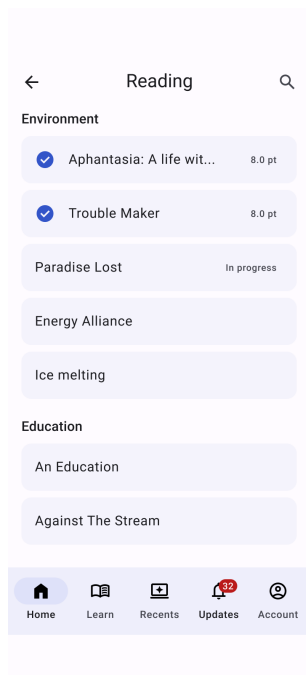 Reading
Environment
Aphantasia: A life wit... 8.0 pt
Trouble Maker 8.0 pt
Paradise Lost In progress
Energy Alliance
Ice melting
Education
An Education
Against The Stream
32
Home Learn Recents Updates Account